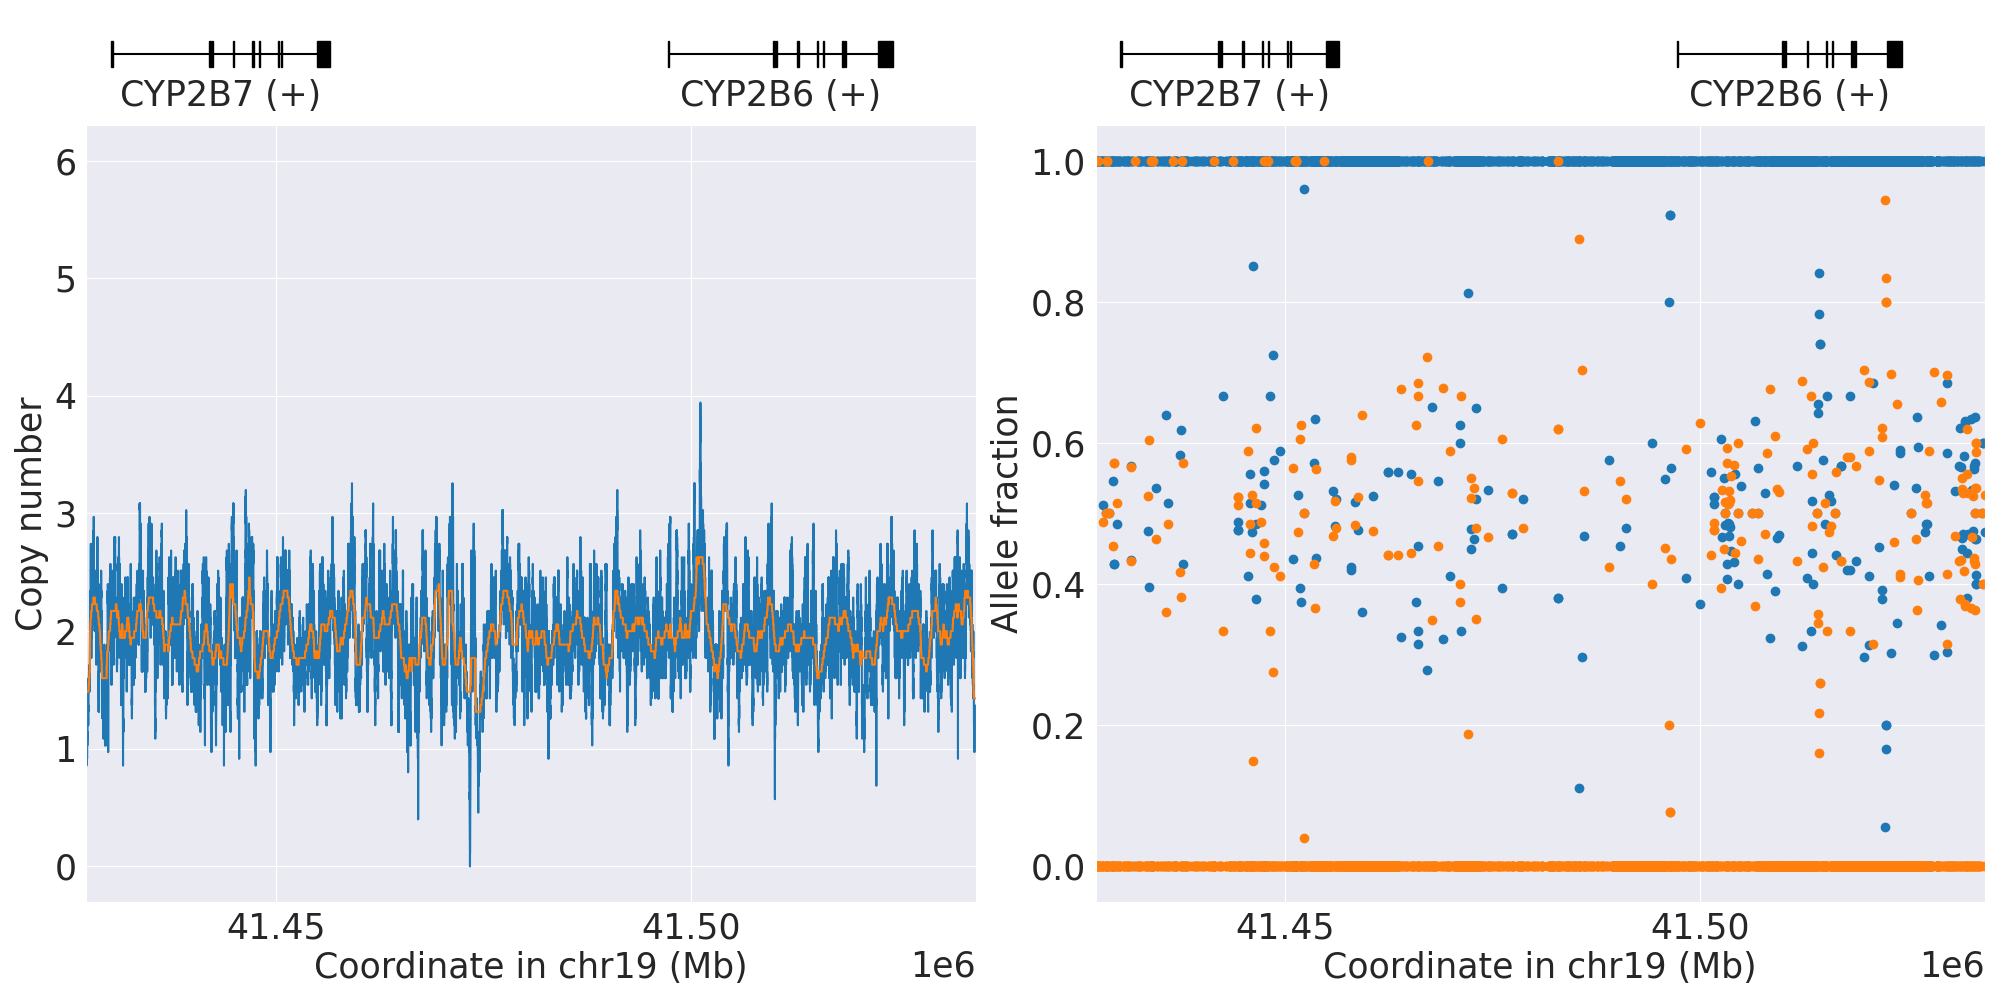 CYP2B7 (+)
CYP2B6 (+)
6
5
4
3
2
1
0
Copy number
41.45
41.50
Coordinate in chr19 (Mb)
1e6
CYP2B7 (+)
CYP2B6 (+)
1.0
0.8
0.6
0.4
0.2
0.0
Allele fraction
41.45
41.50
Coordinate in chr19 (Mb)
1e6